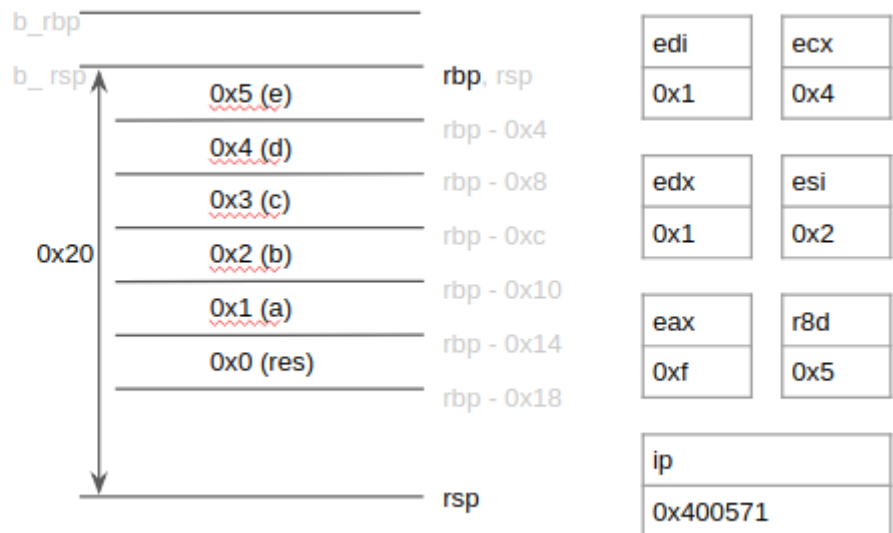 b_rbp
b_ rsp
rbp, rsp
0x5 (e)
rbp - 0x4
0x4 (d)
rbp - 0x8
0x3 (c)
rbp - 0xc
0x20
0x2 (b)
rbp - 0x10
0x1 (a)
rbp - 0x14
0x0 (res)
rbp - 0x18
rsp
edi
0x1
ecx
0x4
edx
0x1
esi
0x2
eax
0xf
r8d
0x5
ip
0x400571